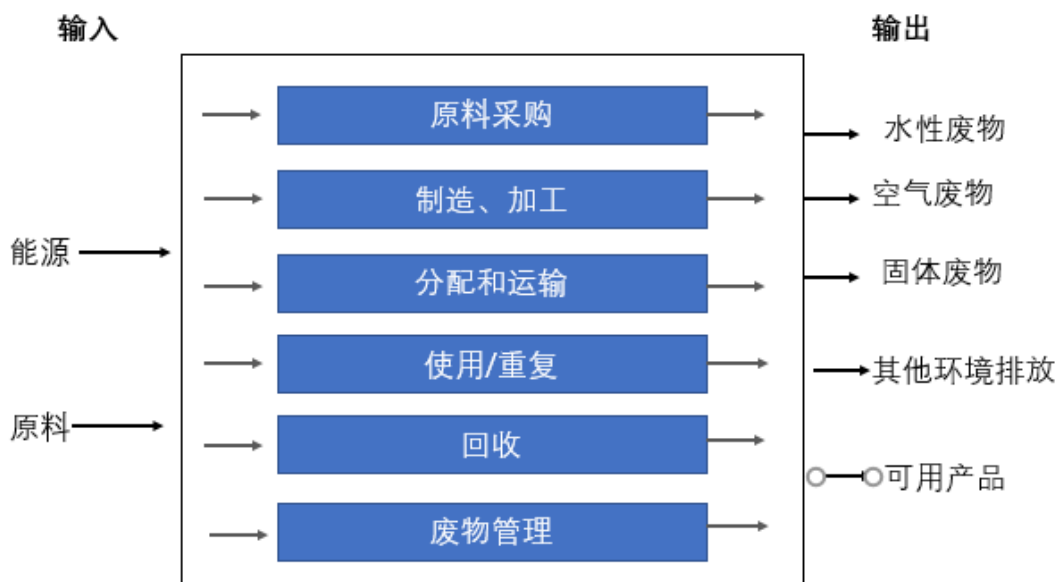 输入
输出
原料采购
水性废物
制造、加工
空气废物
能源
分配和运输
固体废物
使用/重复
其他环境排放
原料
回收
可用产品
废物管理